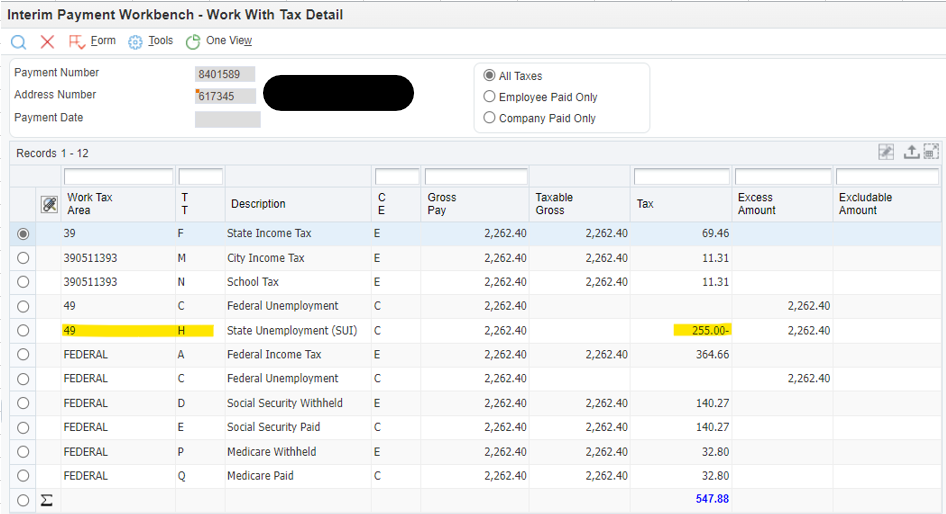 Interim Payment Workbench - Work With Tax Detail
Form Tools One View
Payment Number 8401589
Address Number 617345
Payment Date
All Taxes
Employee Paid Only
Company Paid Only
Records 1 - 12
Work Tax Area T T Description C E Gross Pay Taxable Gross Tax Excess Amount Excludable Amount
39 F State Income Tax E 2,262.40 2,262.40 69.46
390511393 M City Income Tax E 2,262.40 2,262.40 11.31
390511393 N School Tax E 2,262.40 2,262.40 11.31
49 C Federal Unemployment C 2,262.40 2,262.40
49 H State Unemployment (SUI) C 2,262.40 255.00- 2,262.40
FEDERAL A Federal Income Tax E 2,262.40 2,262.40 364.66
FEDERAL C Federal Unemployment C 2,262.40 2,262.40
FEDERAL D Social Security Withheld E 2,262.40 2,262.40 140.27
FEDERAL E Social Security Paid C 2,262.40 2,262.40 140.27
FEDERAL P Medicare Withheld E 2,262.40 2,262.40 32.80
FEDERAL Q Medicare Paid C 2,262.40 2,262.40 32.80
Σ 547.88